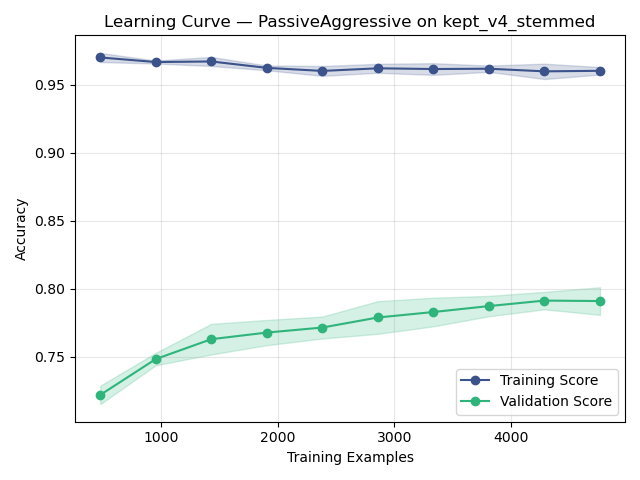 Learning Curve — PassiveAggressive on kept_v4_stemmed
Accuracy
0.95
0.90
0.85
0.80
0.75
1000
2000
3000
4000
Training Examples
Training Score
Validation Score